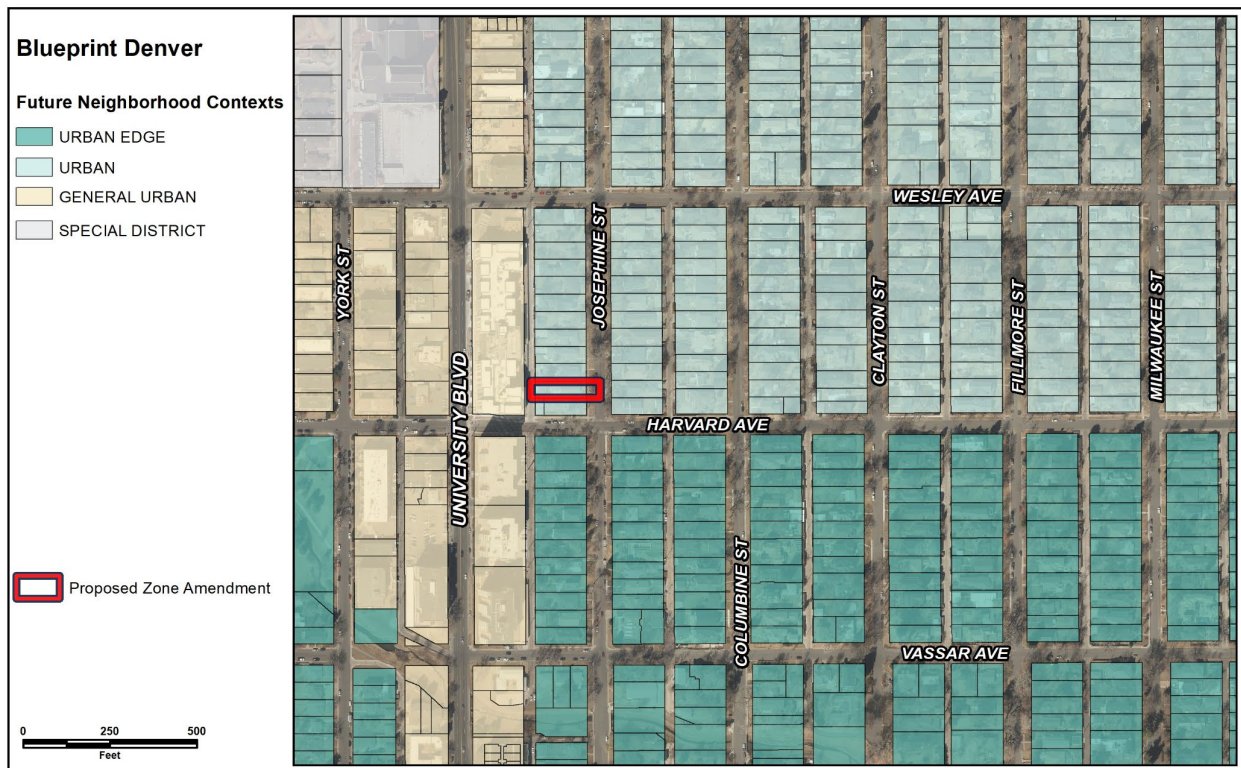 Blueprint Denver
Future Neighborhood Contexts
URBAN EDGE
URBAN
GENERAL URBAN
SPECIAL DISTRICT
Proposed Zone Amendment
0 250 500
Feet
WESLEY AVE
YORK ST
JOSEPHINE ST
CLAYTON ST
FILLMORE ST
MILWAUKEE ST
UNIVERSITY BLVD
HARVARD AVE
COLUMBINE ST
VASSAR AVE